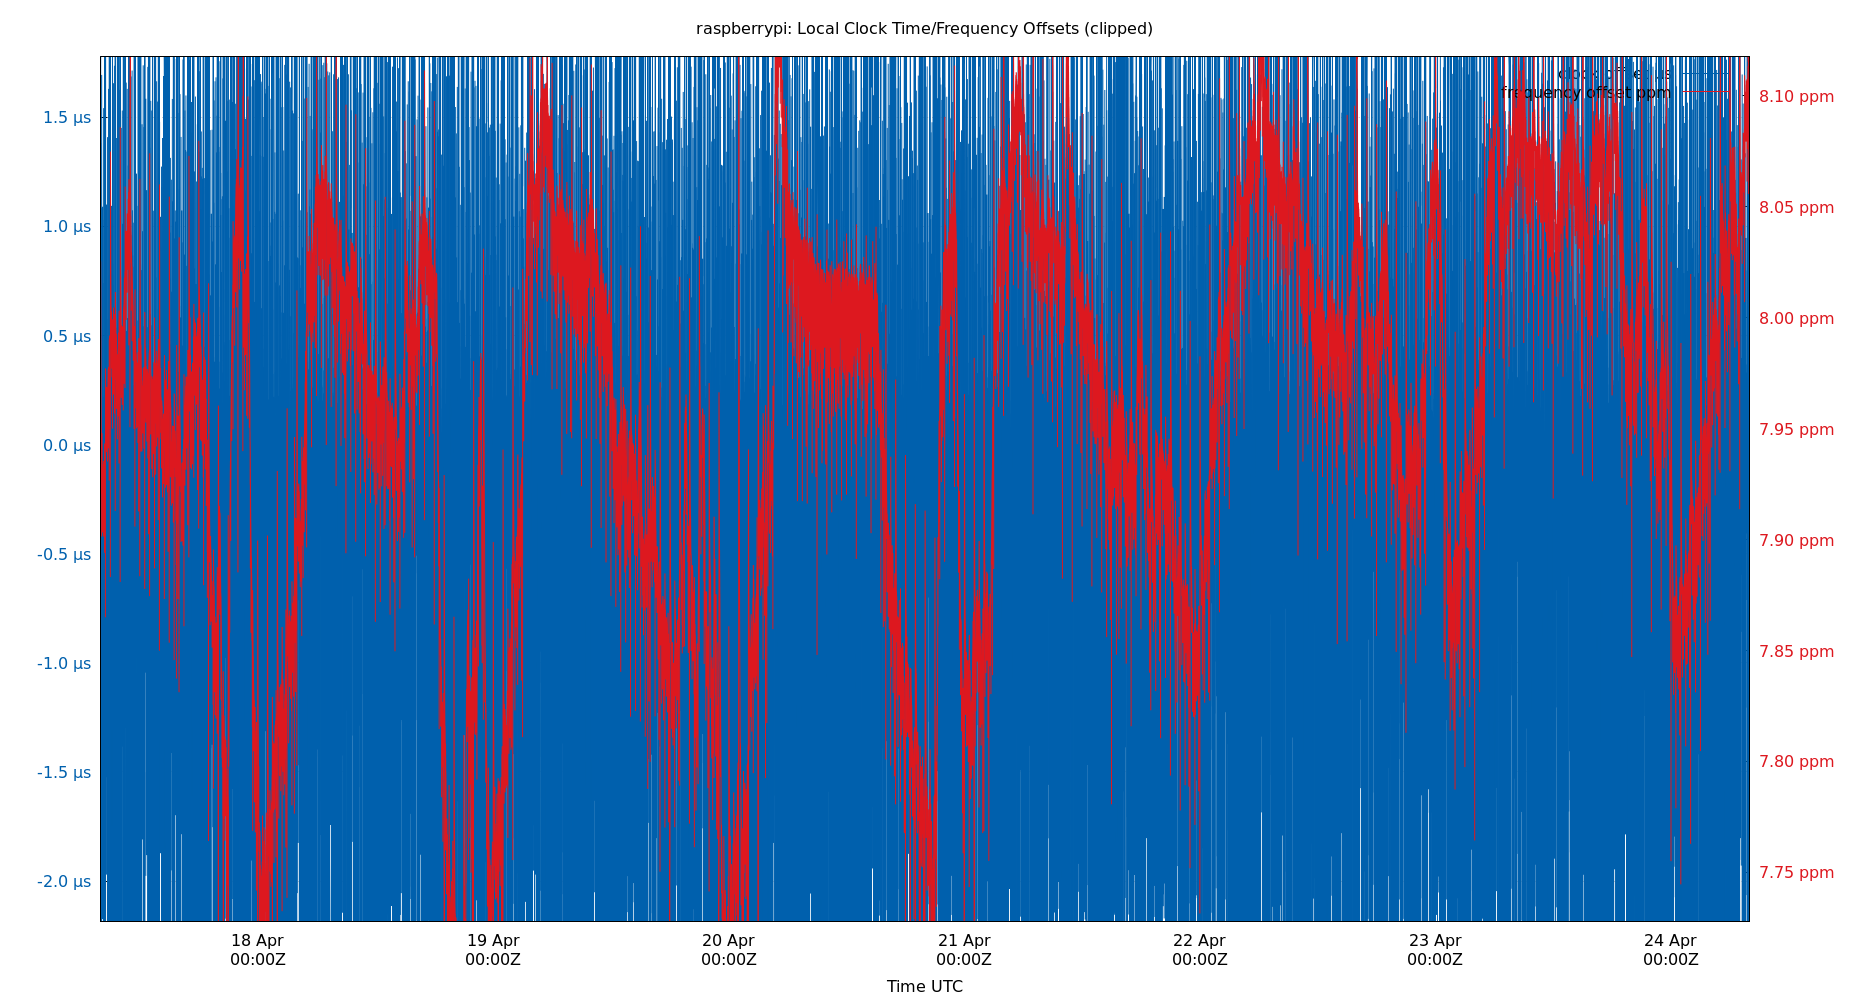 raspberrypi: Local Clock Time/Frequency Offsets (clipped)
clock offset us
frequency offset ppm
1.5 μs
1.0 μs
0.5 μs
0.0 μs
-0.5 μs
-1.0 μs
-1.5 μs
-2.0 μs
8.10 ppm
8.05 ppm
8.00 ppm
7.95 ppm
7.90 ppm
7.85 ppm
7.80 ppm
7.75 ppm
18 Apr
00:00Z
19 Apr
00:00Z
20 Apr
00:00Z
21 Apr
00:00Z
22 Apr
00:00Z
23 Apr
00:00Z
24 Apr
00:00Z
Time UTC